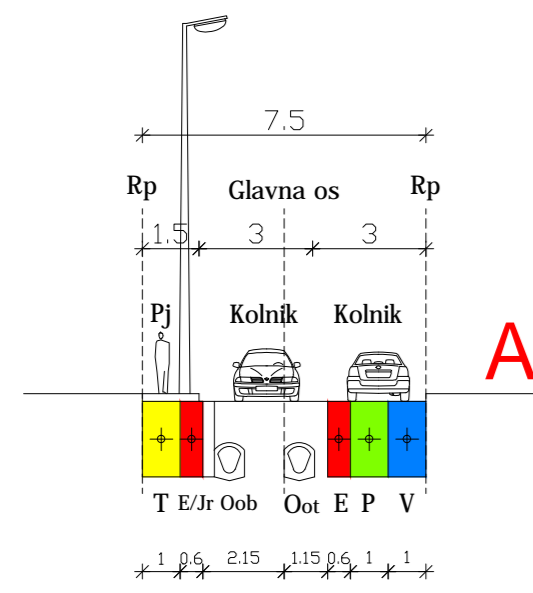 7.5
Rp Glavna os Rp
1.5 3 3
Pj Kolnik Kolnik
A
T E/Jr Oob Oot E P V
1 0.6 2.15 1.15 0.6 1 1